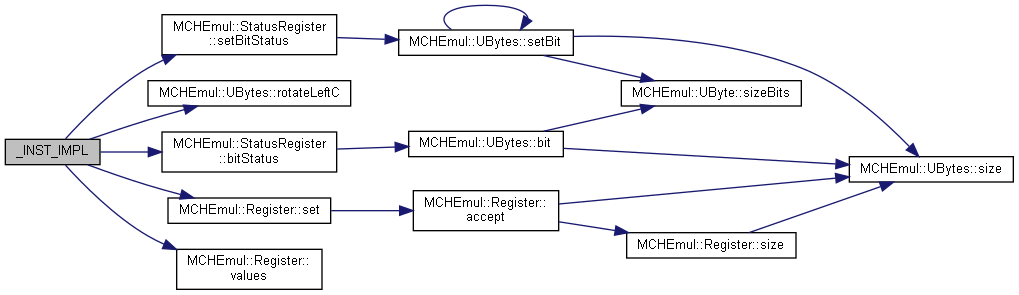 _INST_IMPL
MCHEmul::StatusRegister
::setBitStatus
MCHEmul::UBytes::rotateLeftC
MCHEmul::StatusRegister
::bitStatus
MCHEmul::Register::set
MCHEmul::Register::
values
MCHEmul::UBytes::setBit
MCHEmul::UBytes::bit
MCHEmul::Register::
accept
MCHEmul::UByte::sizeBits
MCHEmul::Register::size
MCHEmul::UBytes::size